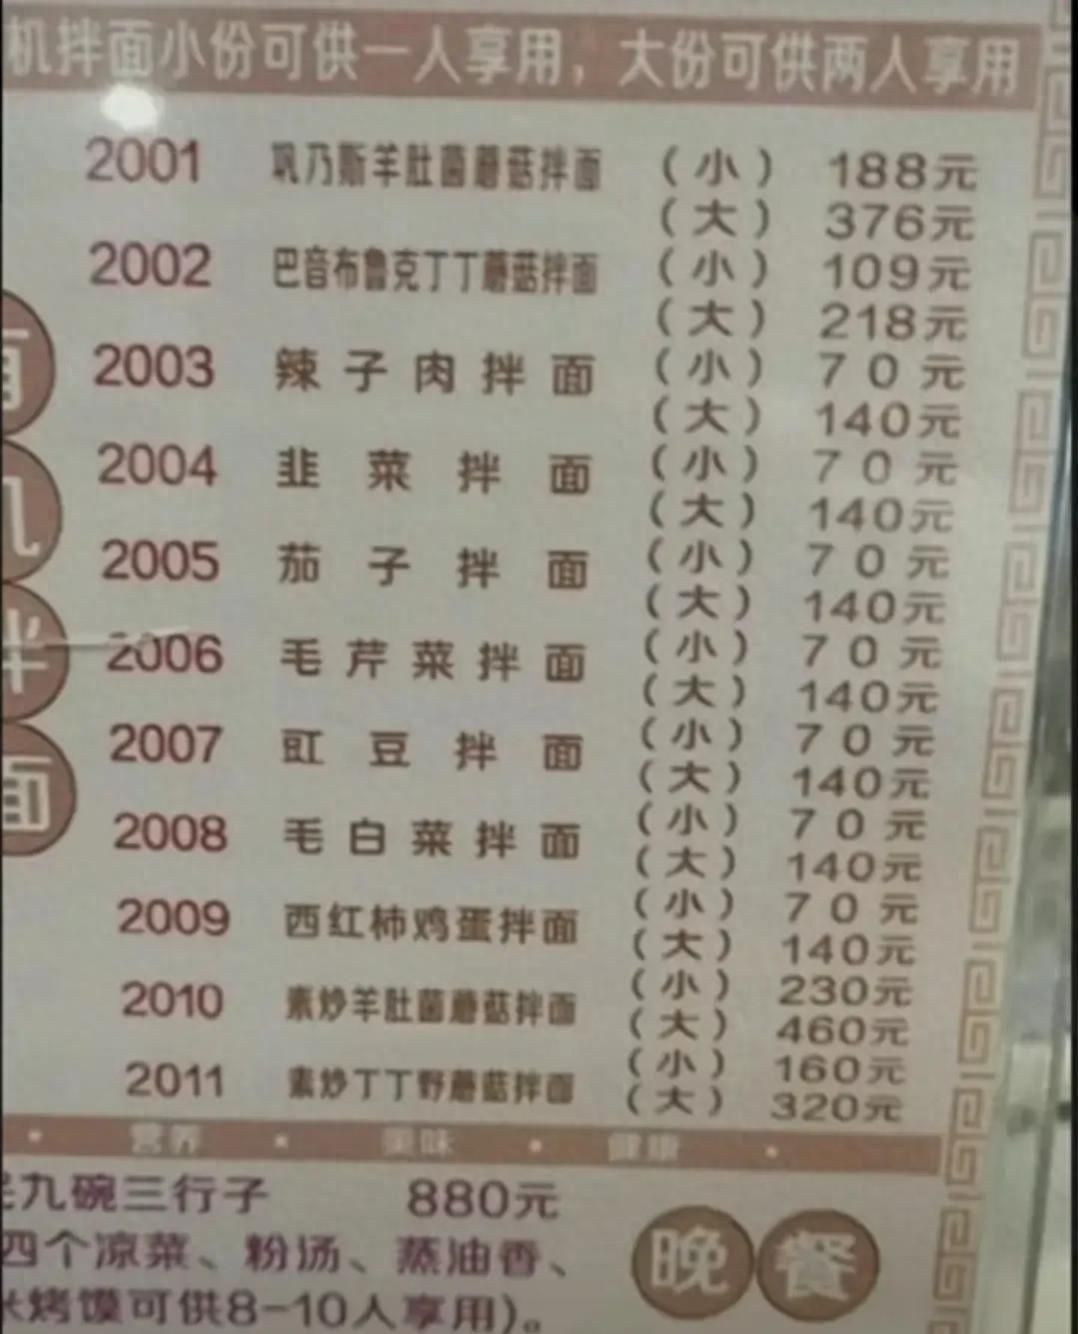 机拌面小份可供一人享用，大份可供两人享用
2001 巩乃斯羊肚菌蘑菇拌面 （小） 188元
（大） 376元
2002 巴音布鲁克丁丁蘑菇拌面 （小） 109元
（大） 218元
2003 辣子肉拌面 （小） 70元
（大） 140元
2004 韭菜拌面 （小） 70元
（大） 140元
2005 茄子拌面 （小） 70元
（大） 140元
2006 毛芹菜拌面 （小） 70元
（大） 140元
2007 豇豆拌面 （小） 70元
（大） 140元
2008 毛白菜拌面 （小） 70元
（大） 140元
2009 西红柿鸡蛋拌面 （小） 70元
（大） 140元
2010 素炒羊肚菌蘑菇拌面 （小） 230元
（大） 460元
2011 素炒丁丁野蘑菇拌面 （小） 160元
（大） 320元
营养 美味 健康
九碗三行子 880元
四个凉菜、粉汤、蒸油香、
烤馍可供8-10人享用)。
晚餐